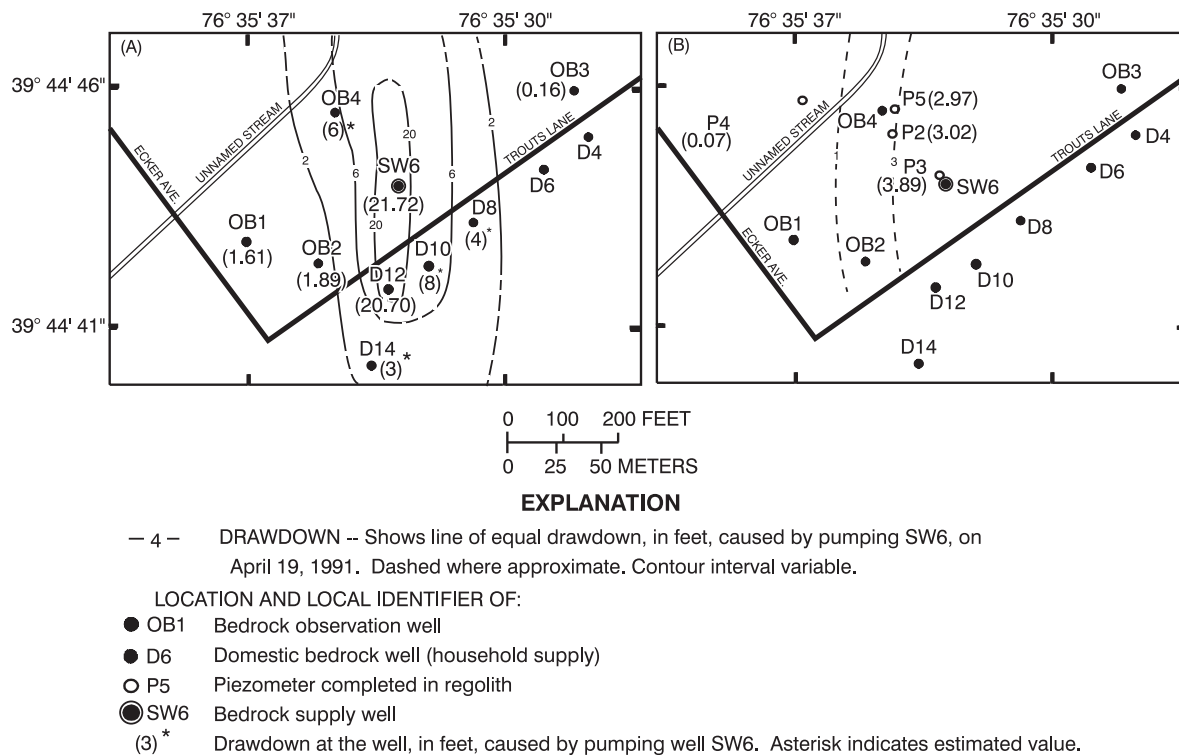 76° 35' 37"
76° 35' 30"
76° 35' 37"
76° 35' 30"
(A)
39° 44' 46"
39° 44' 41"
UNNAMED STREAM
ECKER AVE.
TROUTS LANE
OB4
(6)*
OB3
(0.16)
2
6
20
6
2
20
SW6
(21.72)
D4
D6
D8
(4)*
OB1
(1.61)
OB2
(1.89)
D10
(8)*
D12
(20.70)
D14
(3)*
(B)
UNNAMED STREAM
ECKER AVE.
TROUTS LANE
OB3
P5(2.97)
OB4
P4
(0.07)
P2(3.02)
D4
1
3
P3
(3.89)
SW6
D6
D8
OB1
OB2
D10
D12
D14
0 100 200 FEET
0 25 50 METERS
EXPLANATION
— 4 — DRAWDOWN -- Shows line of equal drawdown, in feet, caused by pumping SW6, on
April 19, 1991. Dashed where approximate. Contour interval variable.
LOCATION AND LOCAL IDENTIFIER OF:
OB1 Bedrock observation well
D6 Domestic bedrock well (household supply)
P5 Piezometer completed in regolith
SW6 Bedrock supply well
(3)* Drawdown at the well, in feet, caused by pumping well SW6. Asterisk indicates estimated value.